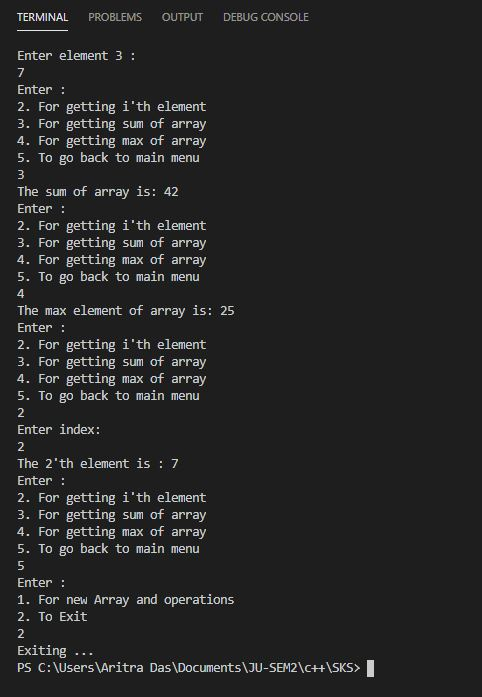 TERMINAL PROBLEMS OUTPUT DEBUG CONSOLE
Enter element 3 :
7
Enter :
2. For getting i'th element
3. For getting sum of array
4. For getting max of array
5. To go back to main menu
3
The sum of array is: 42
Enter :
2. For getting i'th element
3. For getting sum of array
4. For getting max of array
5. To go back to main menu
4
The max element of array is: 25
Enter :
2. For getting i'th element
3. For getting sum of array
4. For getting max of array
5. To go back to main menu
2
Enter index:
2
The 2'th element is : 7
Enter :
2. For getting i'th element
3. For getting sum of array
4. For getting max of array
5. To go back to main menu
5
Enter :
1. For new Array and operations
2. To Exit
2
Exiting ...
PS C:\Users\Aritra Das\Documents\JU-SEM2\c++\SKS>